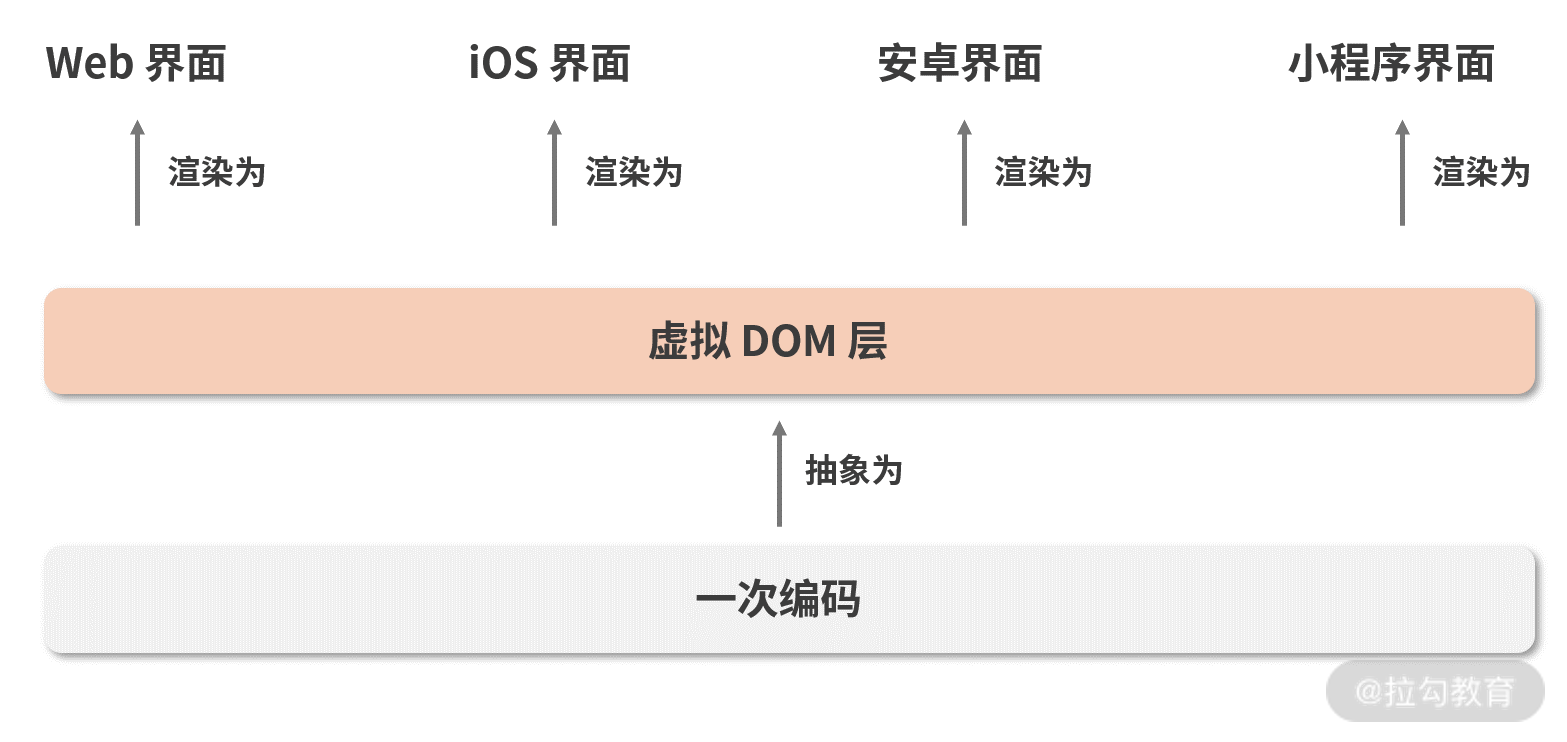 Web 界面
iOS 界面
安卓界面
小程序界面
渲染为
渲染为
渲染为
渲染为
虚拟 DOM 层
抽象为
一次编码
@拉勾教育